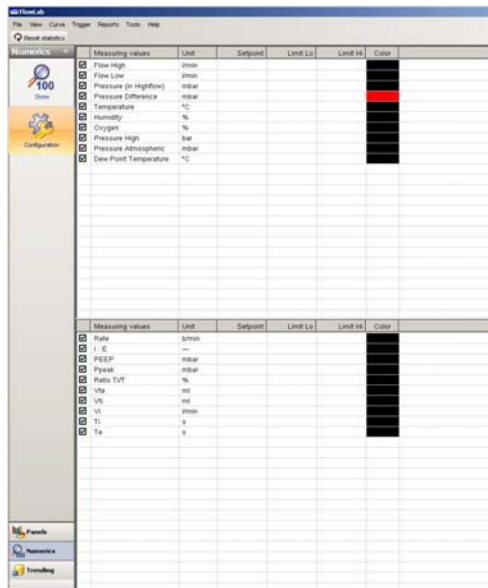 FlowLab
File View Curve Trigger Reports Tools Help
Reset statistics
Numerics
100
Show
Configuration
Measuring values Unit Setpoint Limit Lo Limit Hi Color
Flow High l/min
Flow Low l/min
Pressure (in Highflow) mbar
Pressure Difference mbar
Temperature °C
Humidity %
Oxygen %
Pressure High bar
Pressure Atmospheric mbar
Dew Point Temperature °C
Measuring values Unit Setpoint Limit Lo Limit Hi Color
Rate b/min
I : E ---
PEEP mbar
Ppeak mbar
Ratio Ti/T %
Vte ml
Vti ml
Vi l/min
Ti s
Te s
Panels
Numerics
Trending